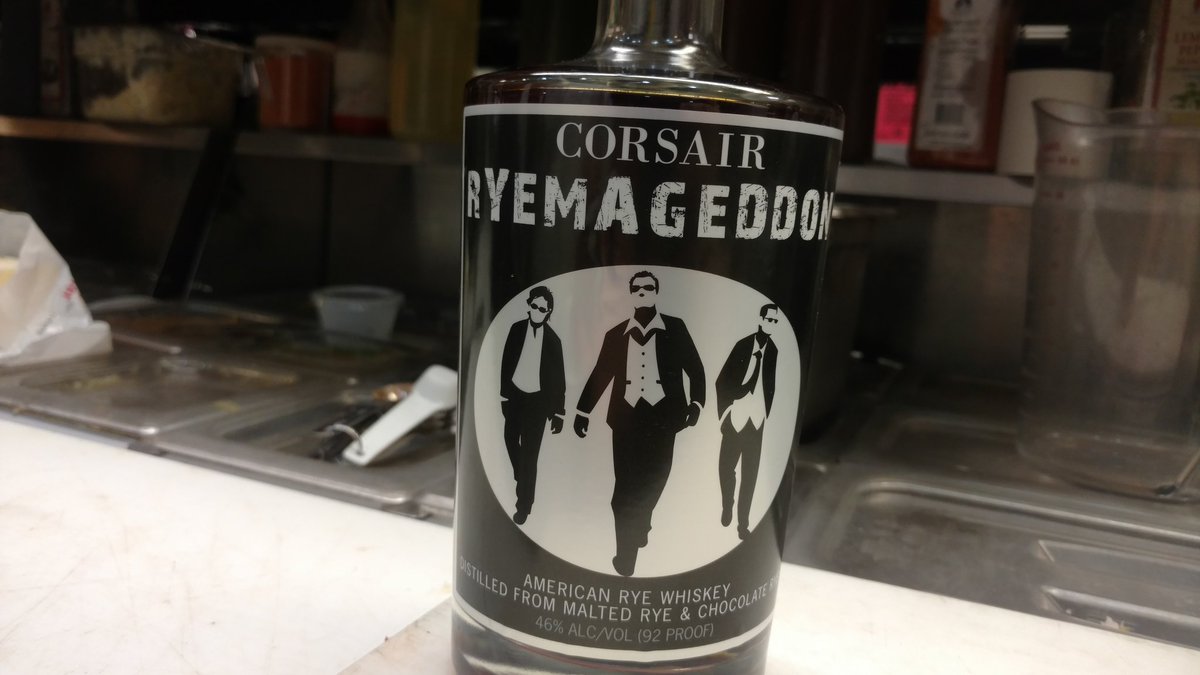 CORSAIR
RYEMAGEDDON
AMERICAN RYE WHISKEY
DISTILLED FROM MALTED RYE & CHOCOLATE
46% ALC/VOL (92 PROOF)